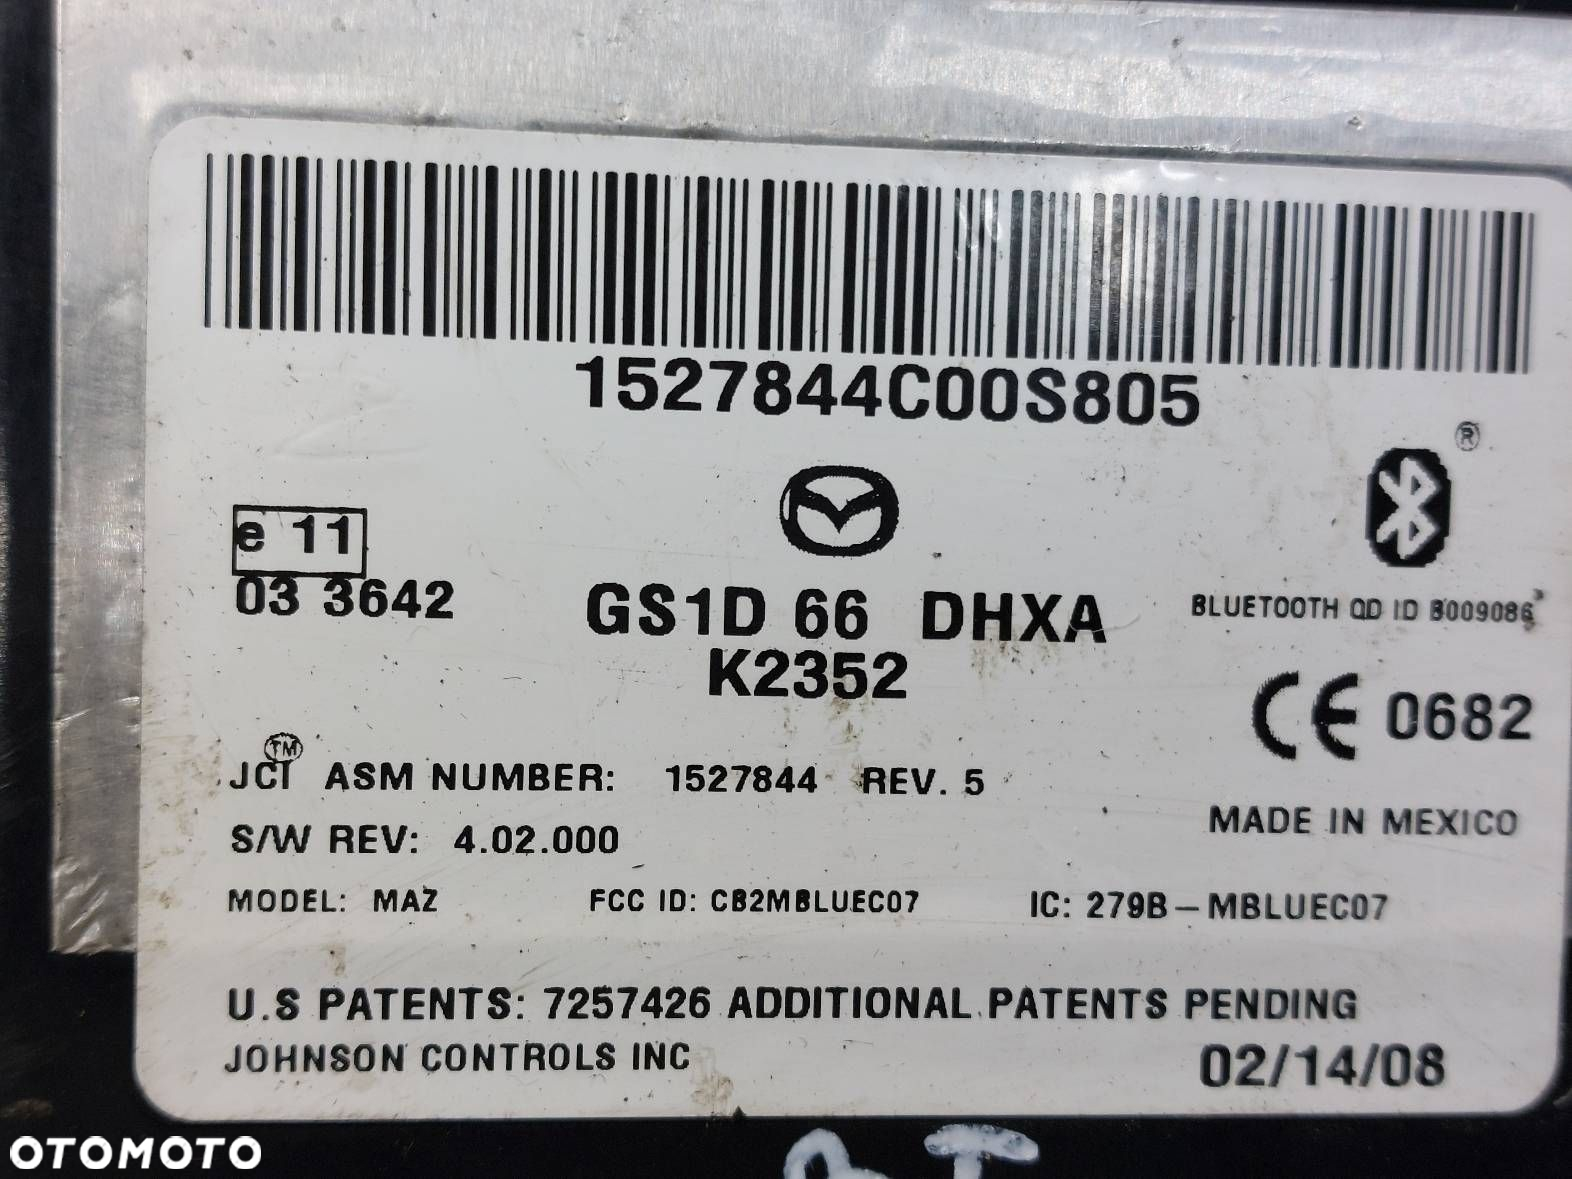 1527844C00S805
®
e 11
03 3642
GS1D 66 DHXA
K2352
BLUETOOTH QD ID B009086
CE 0682
JCI™ ASM NUMBER: 1527844 REV. 5
S/W REV: 4.02.000
MADE IN MEXICO
MODEL: MAZ FCC ID: CB2MBLUEC07 IC: 279B-MBLUEC07
U.S PATENTS: 7257426 ADDITIONAL PATENTS PENDING
JOHNSON CONTROLS INC 02/14/08
OTOMOTO